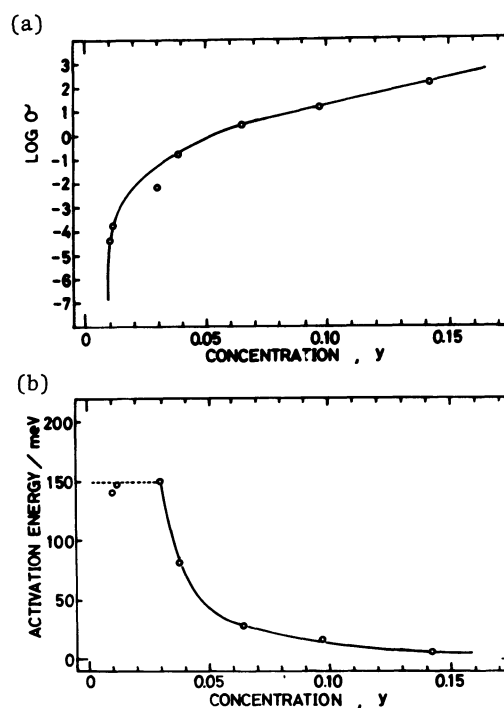 (a)
LOG σ
3
2
1
0
-1
-2
-3
-4
-5
-6
-7
0 0.05 0.10 0.15
CONCENTRATION , y
(b)
ACTIVATION ENERGY / meV
200
150
100
50
0
0 0.05 0.10 0.15
CONCENTRATION , y